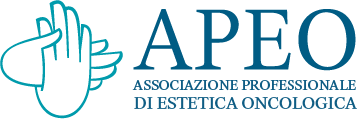 APEO
ASSOCIAZIONE PROFESSIONALE
DI ESTETICA ONCOLOGICA